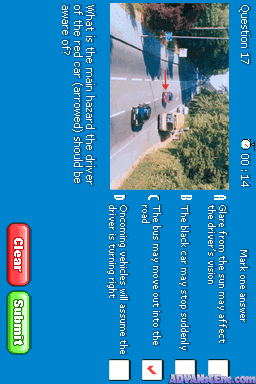 Question 17
00:14
Mark one answer
What is the main hazard the driver
of the red car (arrowed) should be
aware of?
A Glare from the sun may affect
the driver's vision
B The black car may stop suddenly
C The bus may move out into the
road
D Oncoming vehicles will assume the
driver is turning right
Clear
Submit
ADVANsCEne.com